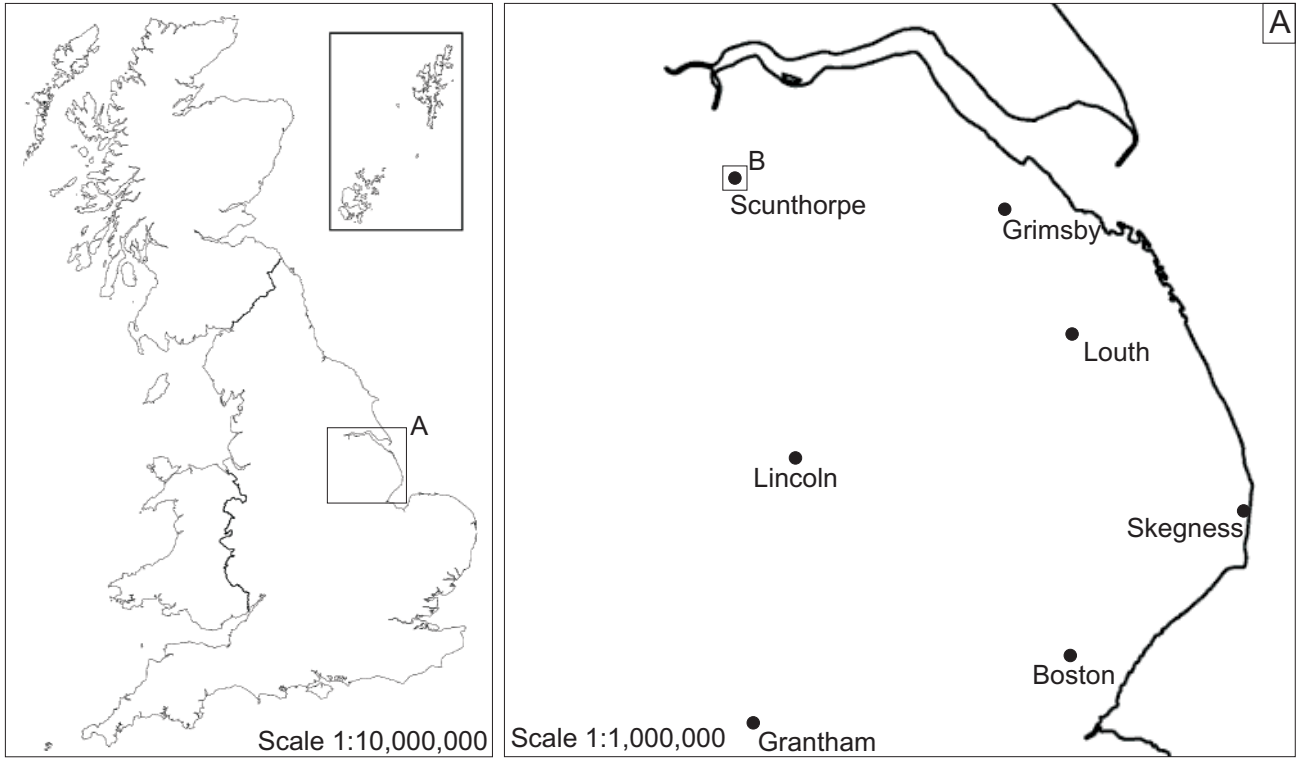 A
Scale 1:10,000,000
A
B
Scunthorpe
Grimsby
Louth
Lincoln
Skegness
Boston
Grantham
Scale 1:1,000,000